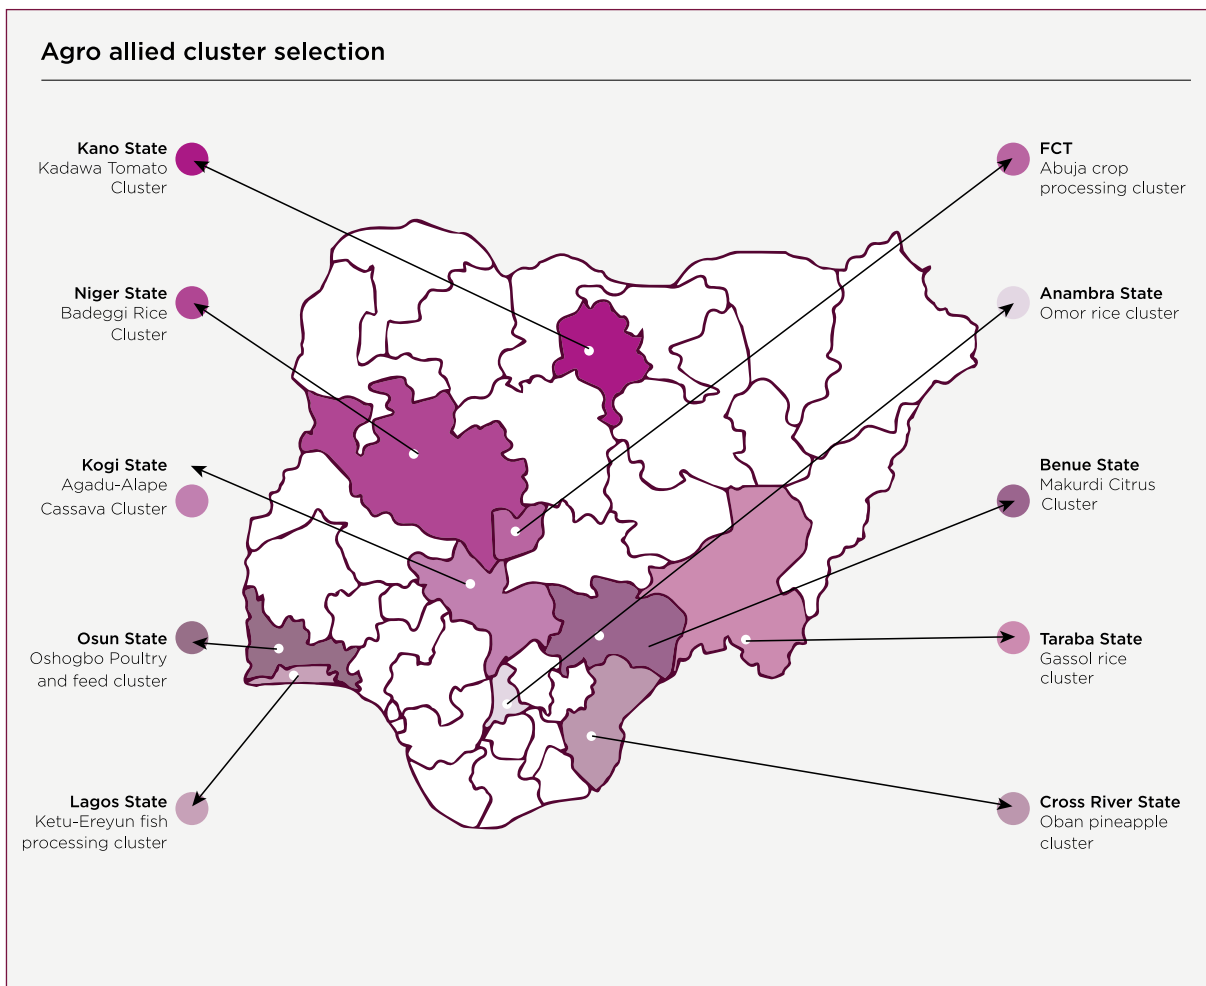 Agro allied cluster selection
Kano State
Kadawa Tomato
Cluster
Niger State
Badeggi Rice
Cluster
Kogi State
Agadu-Alape
Cassava Cluster
Osun State
Oshogbo Poultry
and feed cluster
Lagos State
Ketu-Ereyun fish
processing cluster
FCT
Abuja crop
processing cluster
Anambra State
Omor rice cluster
Benue State
Makurdi Citrus
Cluster
Taraba State
Gassol rice
cluster
Cross River State
Oban pineapple
cluster